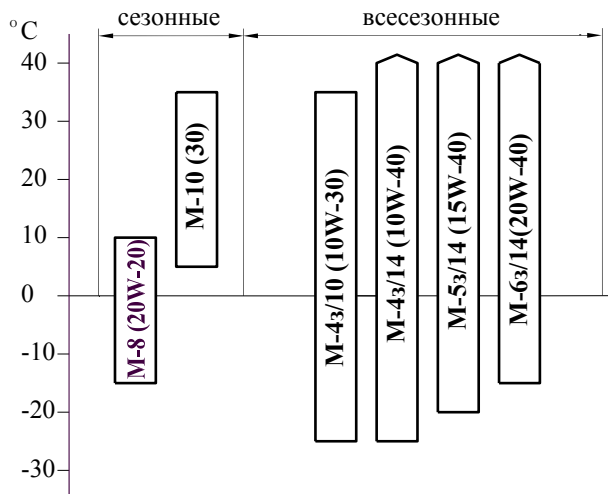 сезонные
всесезонные
°C
40
30
20
10
0
-10
-20
-30
М-8 (20W-20)
М-10 (30)
М-4з/10 (10W-30)
М-4з/14 (10W-40)
М-5з/14 (15W-40)
М-6з/14(20W-40)